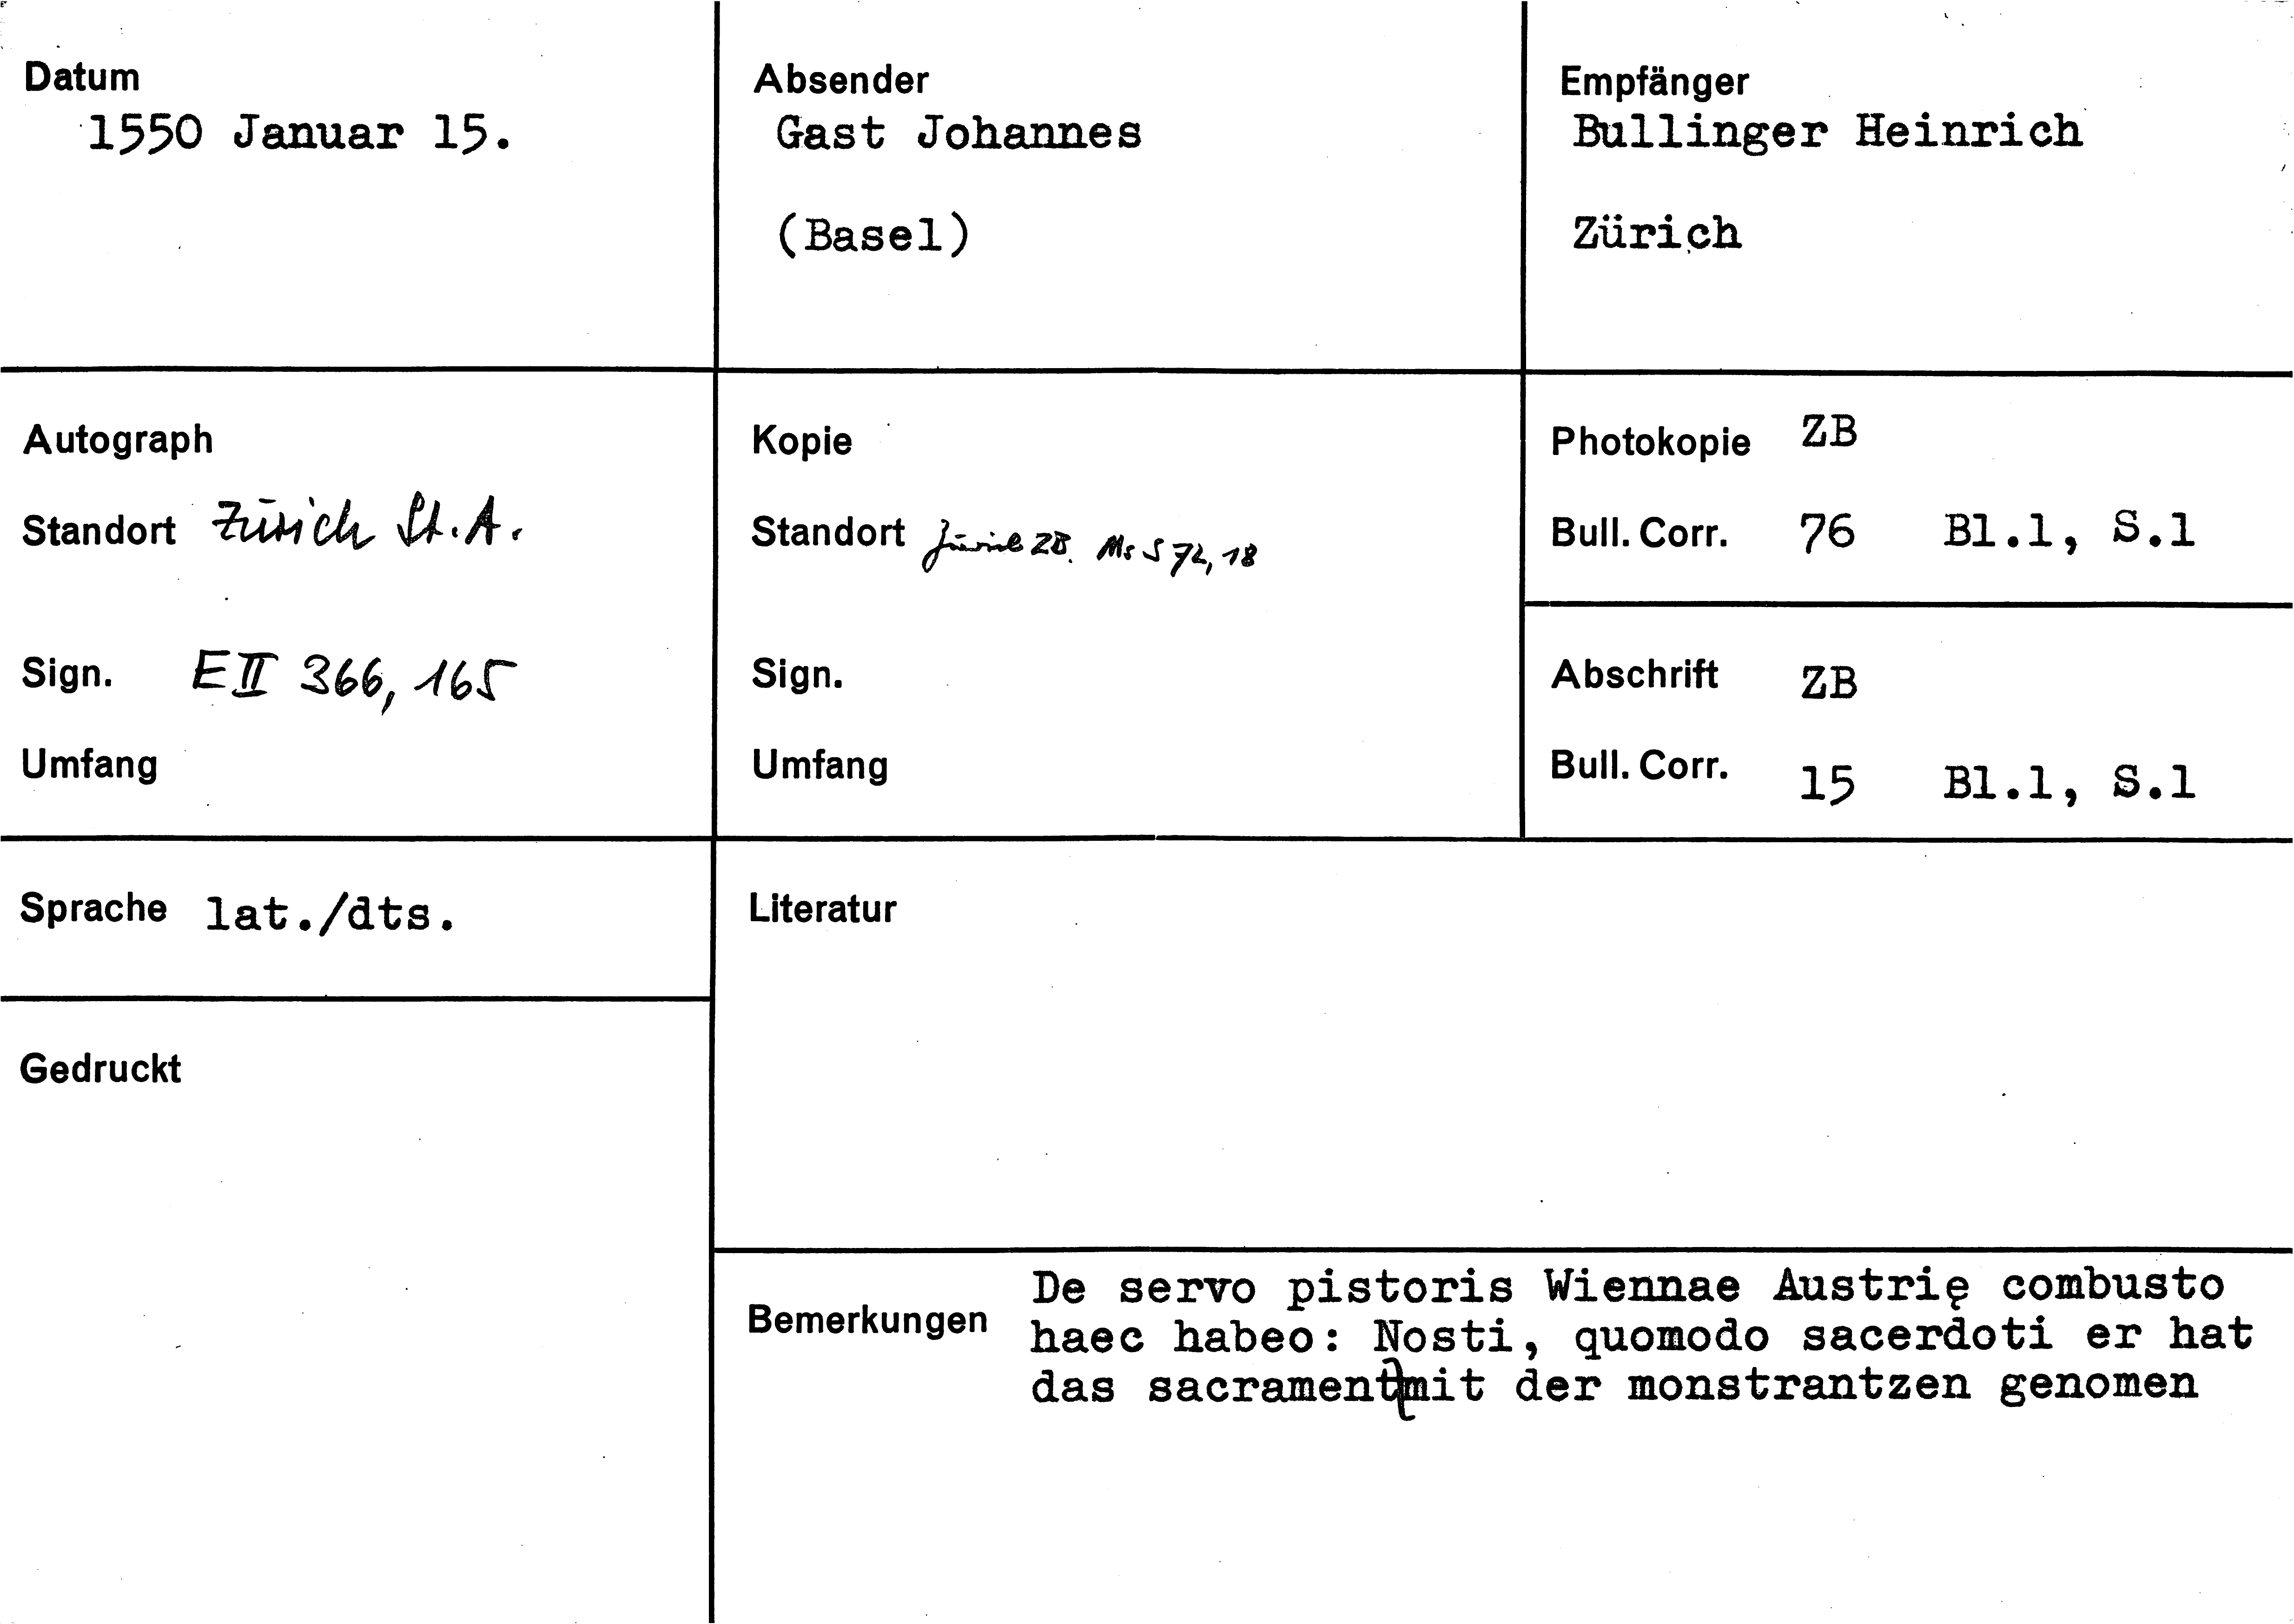 Datum
1550 Januar 15.
Absender
Gast Johannes
(Basel)
Empfänger
Bullinger Heinrich
Zürich
Autograph
Standort Zürich St.A.
Sign. E II 366, 165
Umfang
Kopie
Standort Zürich ZB. Ms S 72, 18
Sign.
Umfang
Photokopie ZB
Bull. Corr. 76 Bl.1, S.1
Abschrift ZB
Bull. Corr. 15 Bl.1, S.1
Sprache lat./dts.
Literatur
Gedruckt
Bemerkungen
De servo pistoris Wiennae Austrię combusto
haec habeo: Nosti, quomodo sacerdoti er hat
das sacrament mit der monstrantzen genomen